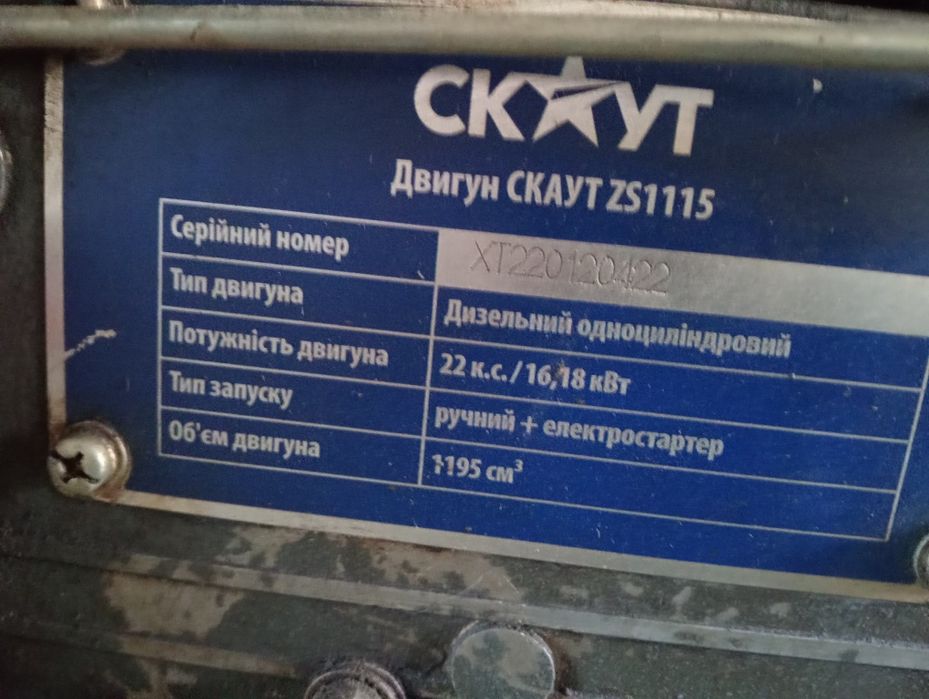 СКАУТ
Двигун СКАУТ ZS1115
Серійний номер XT220120422
Тип двигуна Дизельний одноциліндровий
Потужність двигуна 22 к.с./16,18 кВт
Тип запуску ручний + електростартер
Об'єм двигуна 1195 см³